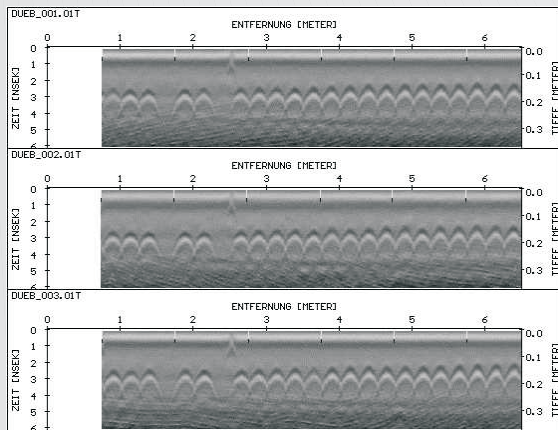 DUEB_001.01T
ENTFERNUNG [METER]
0 1 2 3 4 5 6
ZEIT [NSEK]
0
1
2
3
4
5
6
TIEFE [METER]
0.0
0.1
0.2
0.3
DUEB_002.01T
ENTFERNUNG [METER]
0 1 2 3 4 5 6
ZEIT [NSEK]
0
1
2
3
4
5
6
TIEFE [METER]
0.0
0.1
0.2
0.3
DUEB_003.01T
ENTFERNUNG [METER]
0 1 2 3 4 5 6
ZEIT [NSEK]
0
1
2
3
4
5
6
TIEFE [METER]
0.0
0.1
0.2
0.3